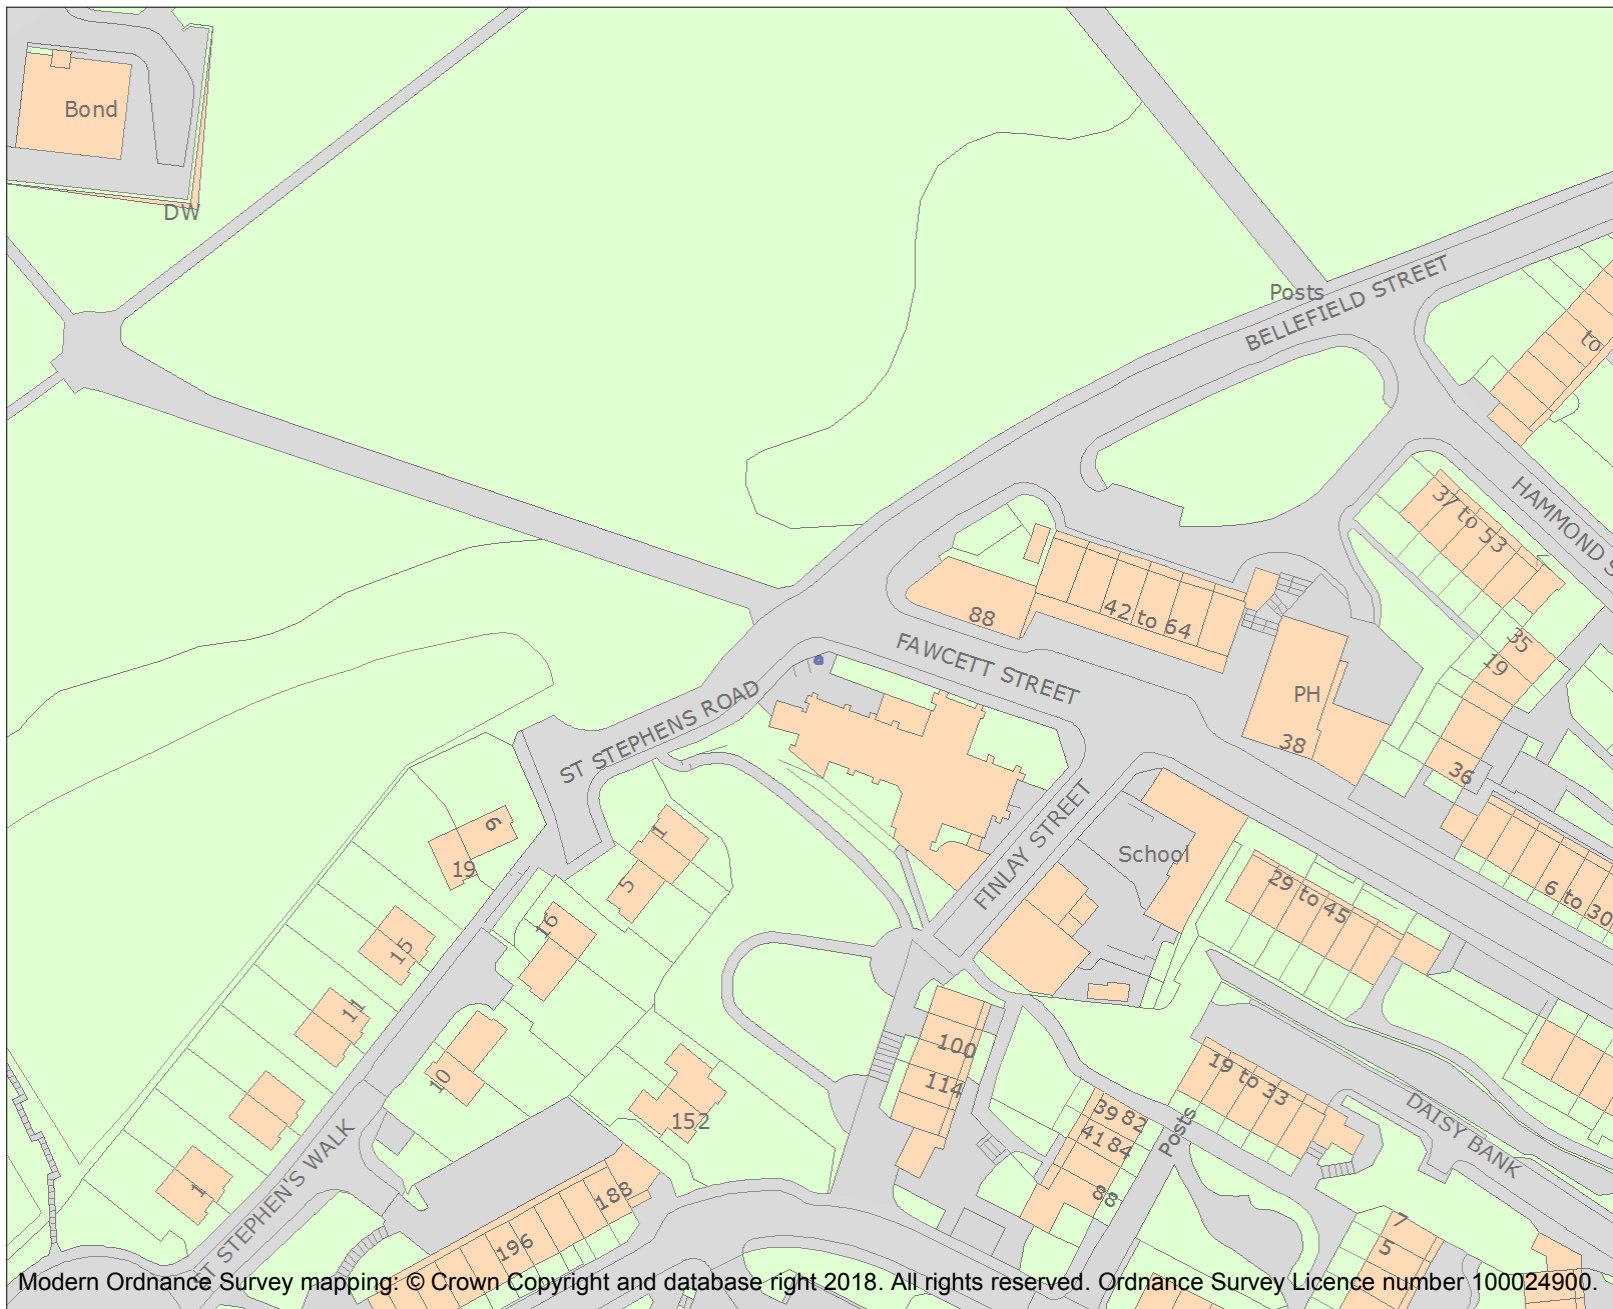 Bond
DW
Posts
BELLEFIELD STREET
to
37 to 53
HAMMOND S
88
42 to 64
FAWCETT STREET
35
19
PH
38
36
ST STEPHENS ROAD
6
19
1
5
16
FINLAY STREET
School
29 to 45
6 to 30
15
11
10
100
114
152
39 82
41 84
88
Posts
19 to 33
DAISY BANK
1
ST STEPHEN'S WALK
188
196
7
5
Modern Ordnance Survey mapping: © Crown Copyright and database right 2018. All rights reserved. Ordnance Survey Licence number 100024900.